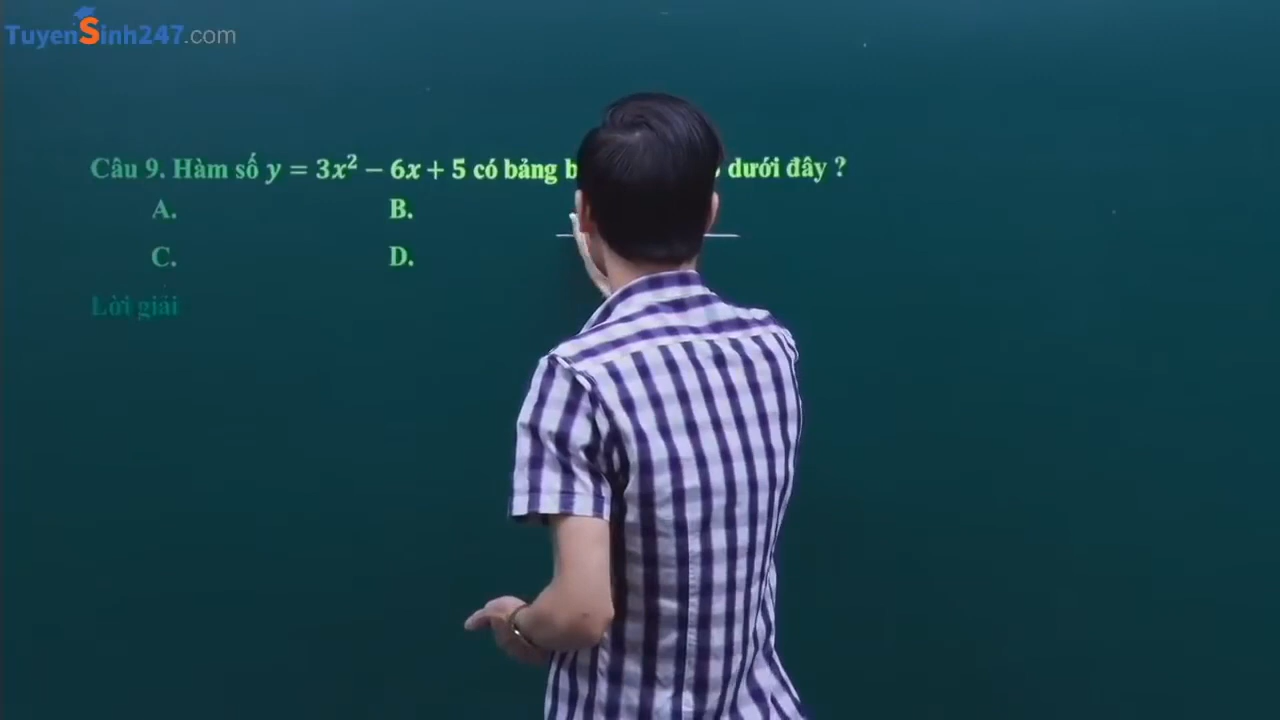 TuyenSinh247.com
Câu 9. Hàm số y = 3x² − 6x + 5 có bảng dưới đây ?
A. B.
C. D.
Lời giải